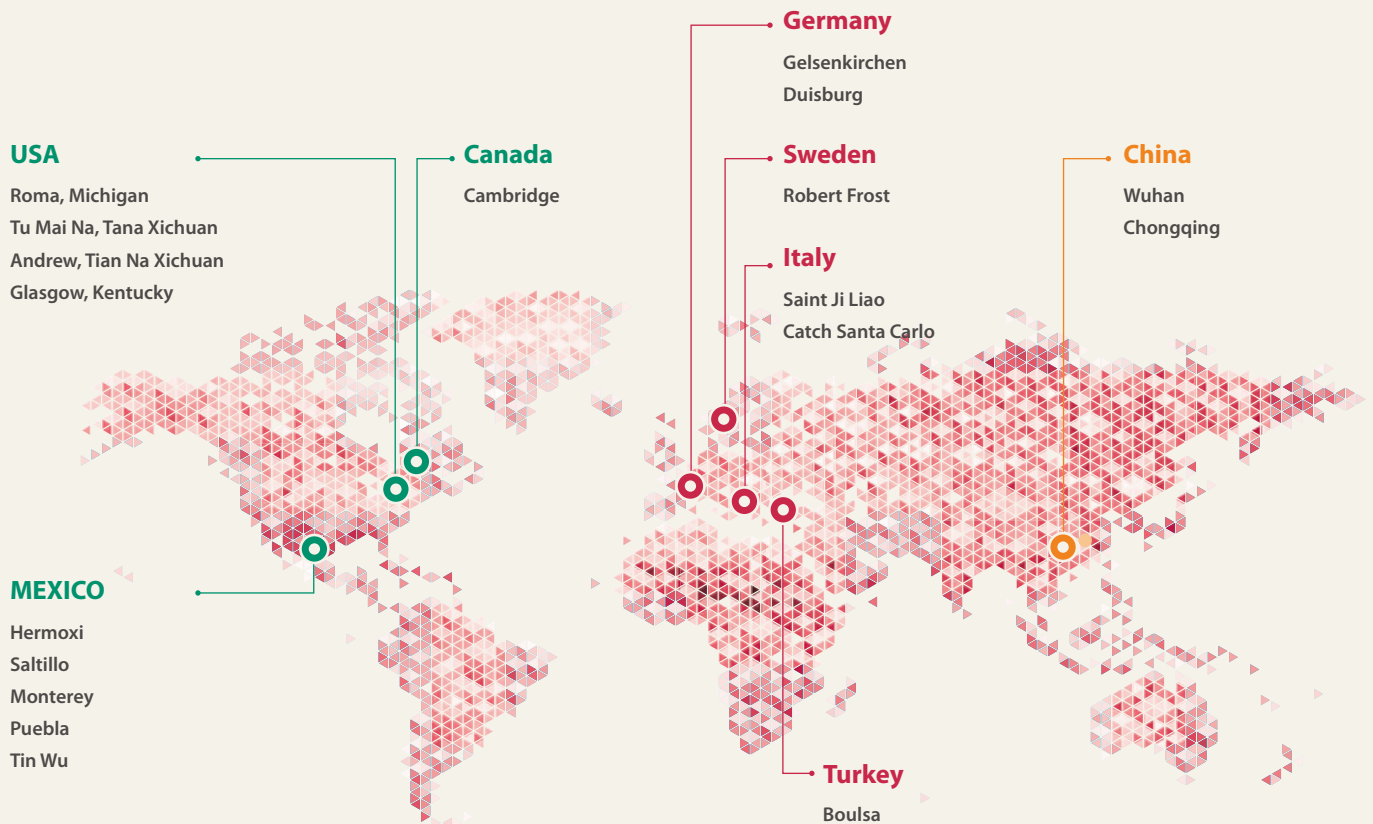 Germany
Gelsenkirchen
Duisburg
USA
Roma, Michigan
Tu Mai Na, Tana Xichuan
Andrew, Tian Na Xichuan
Glasgow, Kentucky
Canada
Cambridge
Sweden
Robert Frost
Italy
Saint Ji Liao
Catch Santa Carlo
China
Wuhan
Chongqing
MEXICO
Hermoxi
Saltillo
Monterey
Puebla
Tin Wu
Turkey
Boulsa